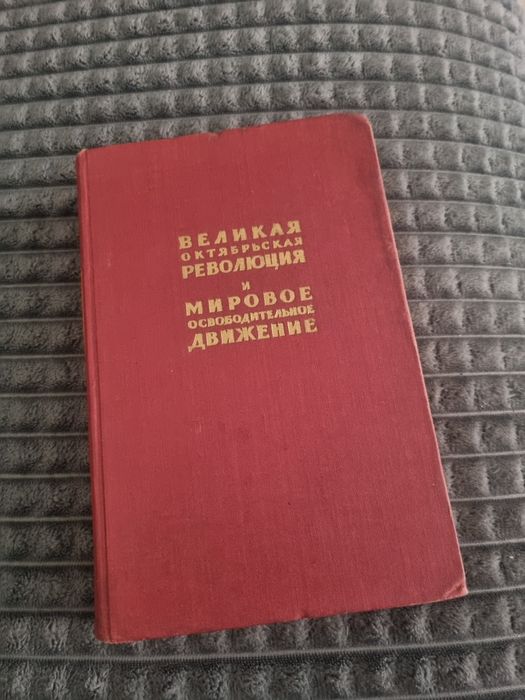 ВЕЛИКАЯ
ОКТЯБРЬСКАЯ
РЕВОЛЮЦИЯ
И
МИРОВОЕ
ОСВОБОДИТЕЛЬНОЕ
ДВИЖЕНИЕ